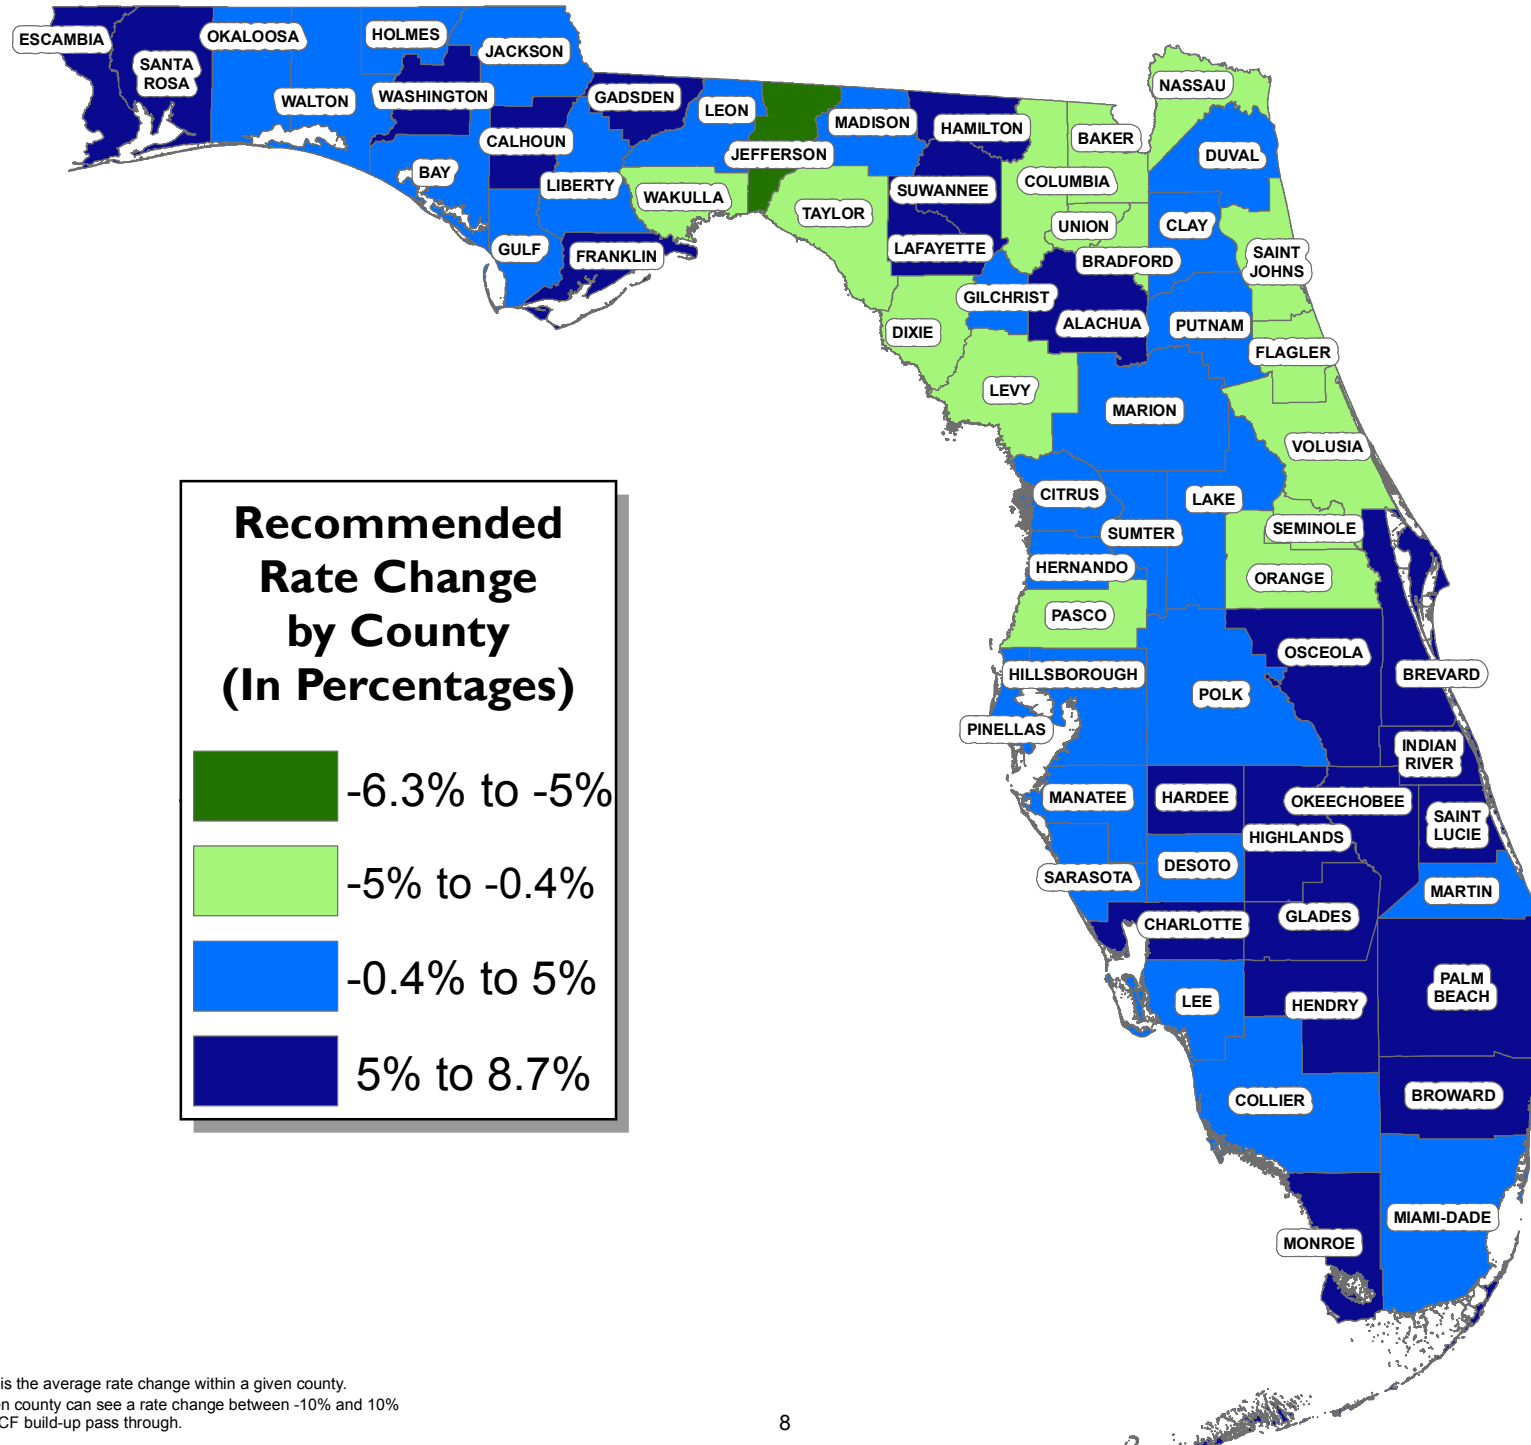 ESCAMBIA
SANTA
ROSA
OKALOOSA
WALTON
HOLMES
WASHINGTON
JACKSON
BAY
CALHOUN
GULF
LIBERTY
GADSDEN
FRANKLIN
LEON
WAKULLA
JEFFERSON
MADISON
TAYLOR
HAMILTON
SUWANNEE
LAFAYETTE
DIXIE
COLUMBIA
BAKER
NASSAU
DUVAL
UNION
BRADFORD
CLAY
SAINT
JOHNS
GILCHRIST
ALACHUA
PUTNAM
FLAGLER
LEVY
MARION
VOLUSIA
CITRUS
SUMTER
LAKE
SEMINOLE
HERNANDO
ORANGE
PASCO
HILLSBOROUGH
PINELLAS
POLK
OSCEOLA
BREVARD
INDIAN
RIVER
MANATEE
HARDEE
OKEECHOBEE
HIGHLANDS
SAINT
LUCIE
SARASOTA
DESOTO
MARTIN
CHARLOTTE
GLADES
LEE
HENDRY
PALM
BEACH
COLLIER
BROWARD
MIAMI-DADE
MONROE
Recommended
Rate Change
by County
(In Percentages)
-6.3% to -5%
-5% to -0.4%
-0.4% to 5%
5% to 8.7%
is the average rate change within a given county.
en county can see a rate change between -10% and 10%
CF build-up pass through.
8